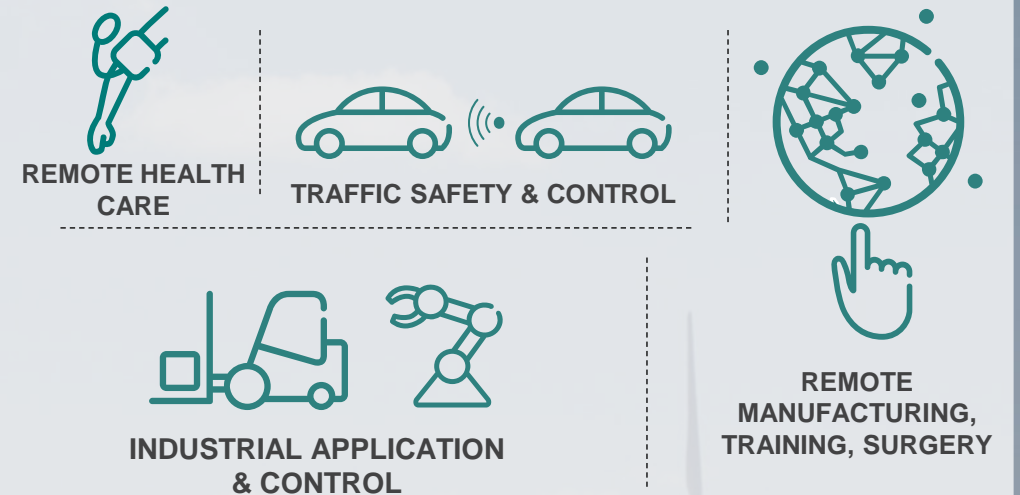 REMOTE HEALTH
CARE
TRAFFIC SAFETY & CONTROL
INDUSTRIAL APPLICATION
& CONTROL
REMOTE
MANUFACTURING,
TRAINING, SURGERY